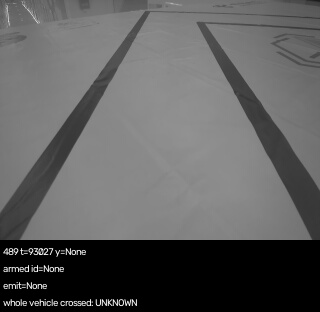 489 t=93027 y=None
armed id=None
emit=None
whole vehicle crossed: UNKNOWN